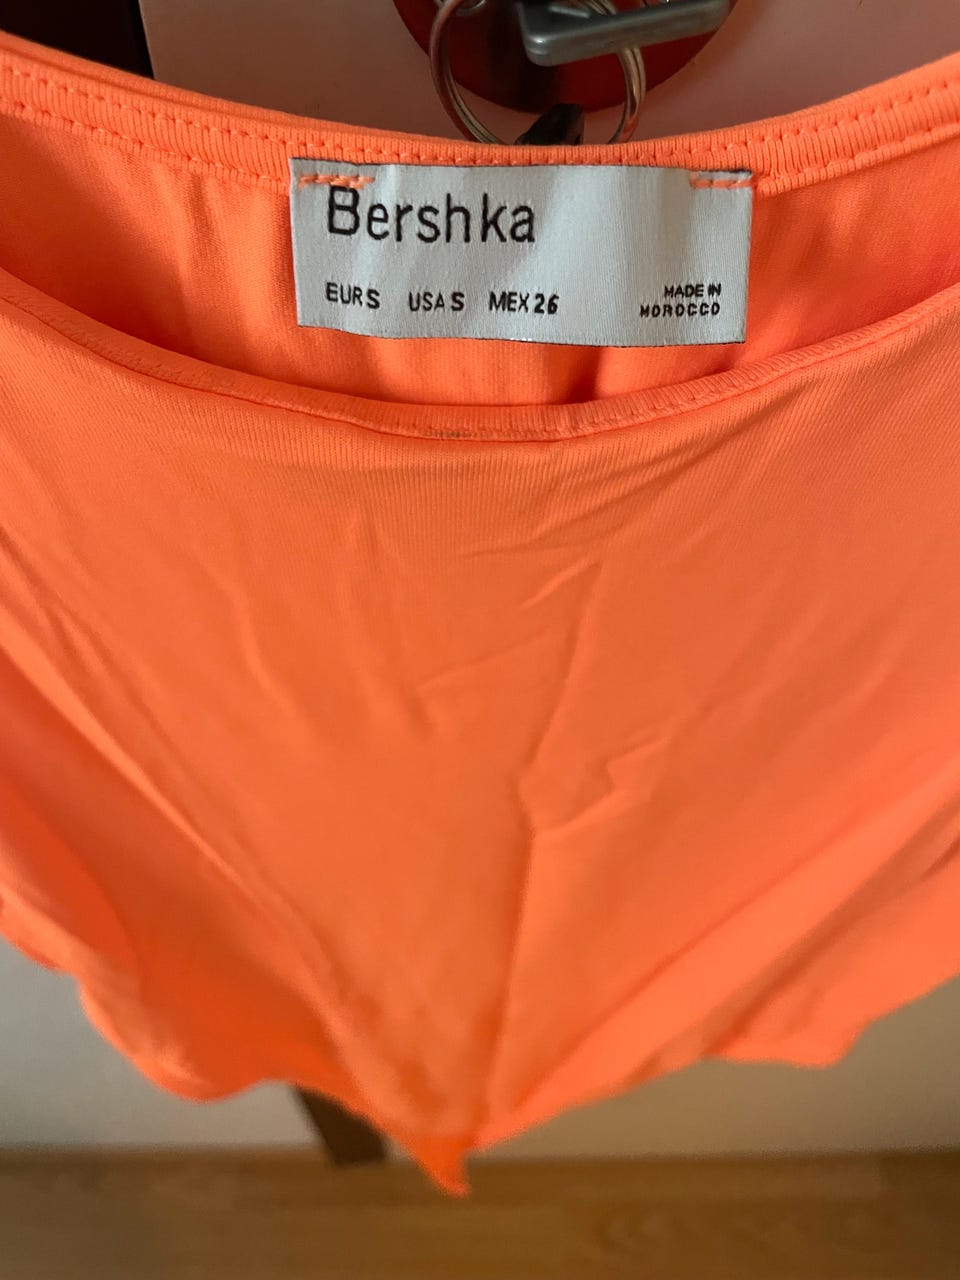 Bershka
EUR S USA S MEX 26
MADE IN
MOROCCO